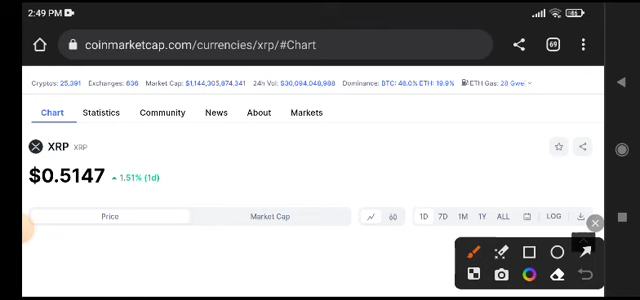 2:49 PM
coinmarketcap.com/currencies/xrp/#Chart
69
Cryptos: 25,391 Exchanges: 636 Market Cap: $1,144,305,874,341 24h Vol: $30,094,048,988 Dominance: BTC: 46.0% ETH: 19.9% ETH Gas: 28 Gwei
Chart Statistics Community News About Markets
XRP XRP
$0.5147 1.51% (1d)
Price Market Cap 1D 7D 1M 1Y ALL LOG